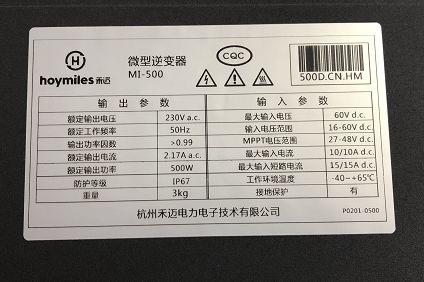 hoymiles 禾迈
微型逆变器
MI-500
CQC
500D.CN.HM
输 出 参 数
额定输出电压 230V a.c.
额定工作频率 50Hz
输出功率因数 >0.99
额定输出电流 2.17A a.c.
额定输出功率 500W
防护等级 IP67
重量 3kg
输 入 参 数
最大输入电压 60V d.c.
输入电压范围 16-60V d.c.
MPPT电压范围 27-48V d.c.
最大输入电流 10/10A d.c.
最大输入短路电流 15/15A d.c.
工作环境温度 -40~+65℃
接地保护 有
杭州禾迈电力电子技术有限公司
P0201-0500